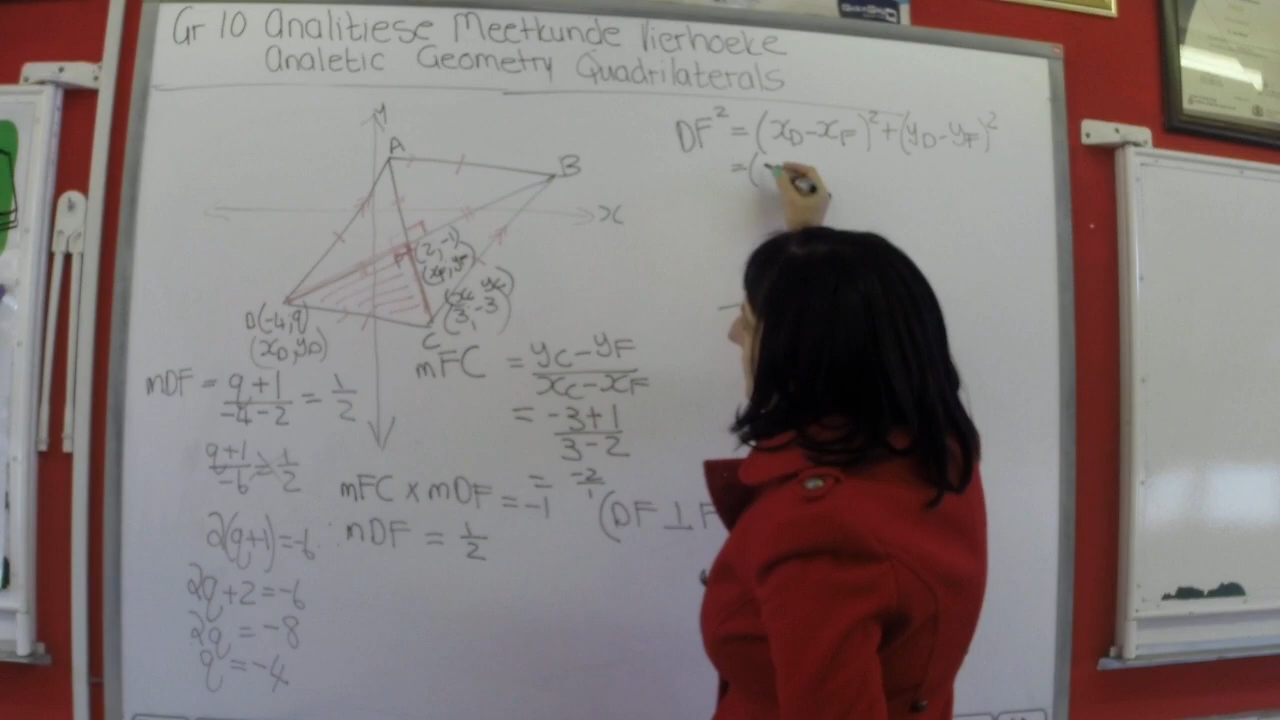 Gr 10 Analitiese Meetkunde Vierhoeke
Analetic Geometry Quadrilaterals
y
A
B
x
(2,-1)
(xF, yF)
(xC, yC)
(3,-3)
C
D(-4;q)
(xD, yD)
mDF = q+1/-4-2 = 1/2
q+1/-6 = 1/2
2(q+1)=-6
2q+2=-6
2q = -8
q = -4
mFC = yC-yF/xC-xF
= -3+1/3-2
= -2/1
mFC x mDF = -1 (DF ⊥ F
∴ mDF = 1/2
DF² = (xD-xF)²+(yD-yF)²
= (